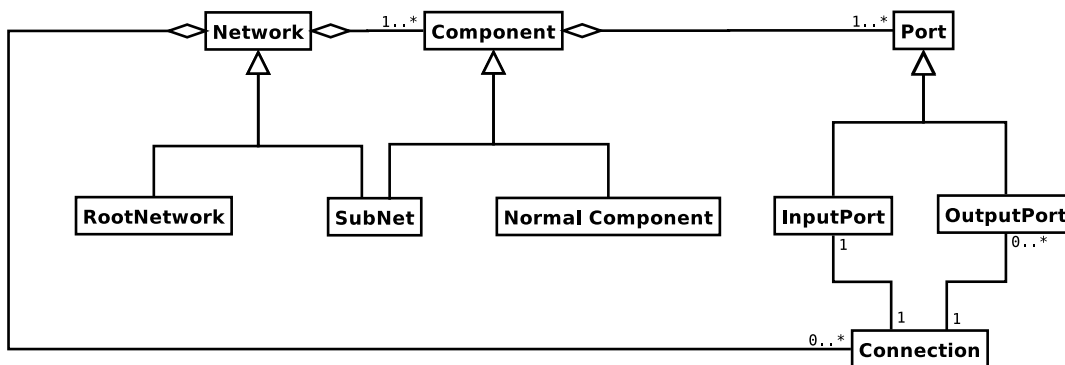 Network
1..*
Component
1..*
Port
RootNetwork
SubNet
Normal Component
InputPort
OutputPort
1
0..*
1
1
0..*
Connection